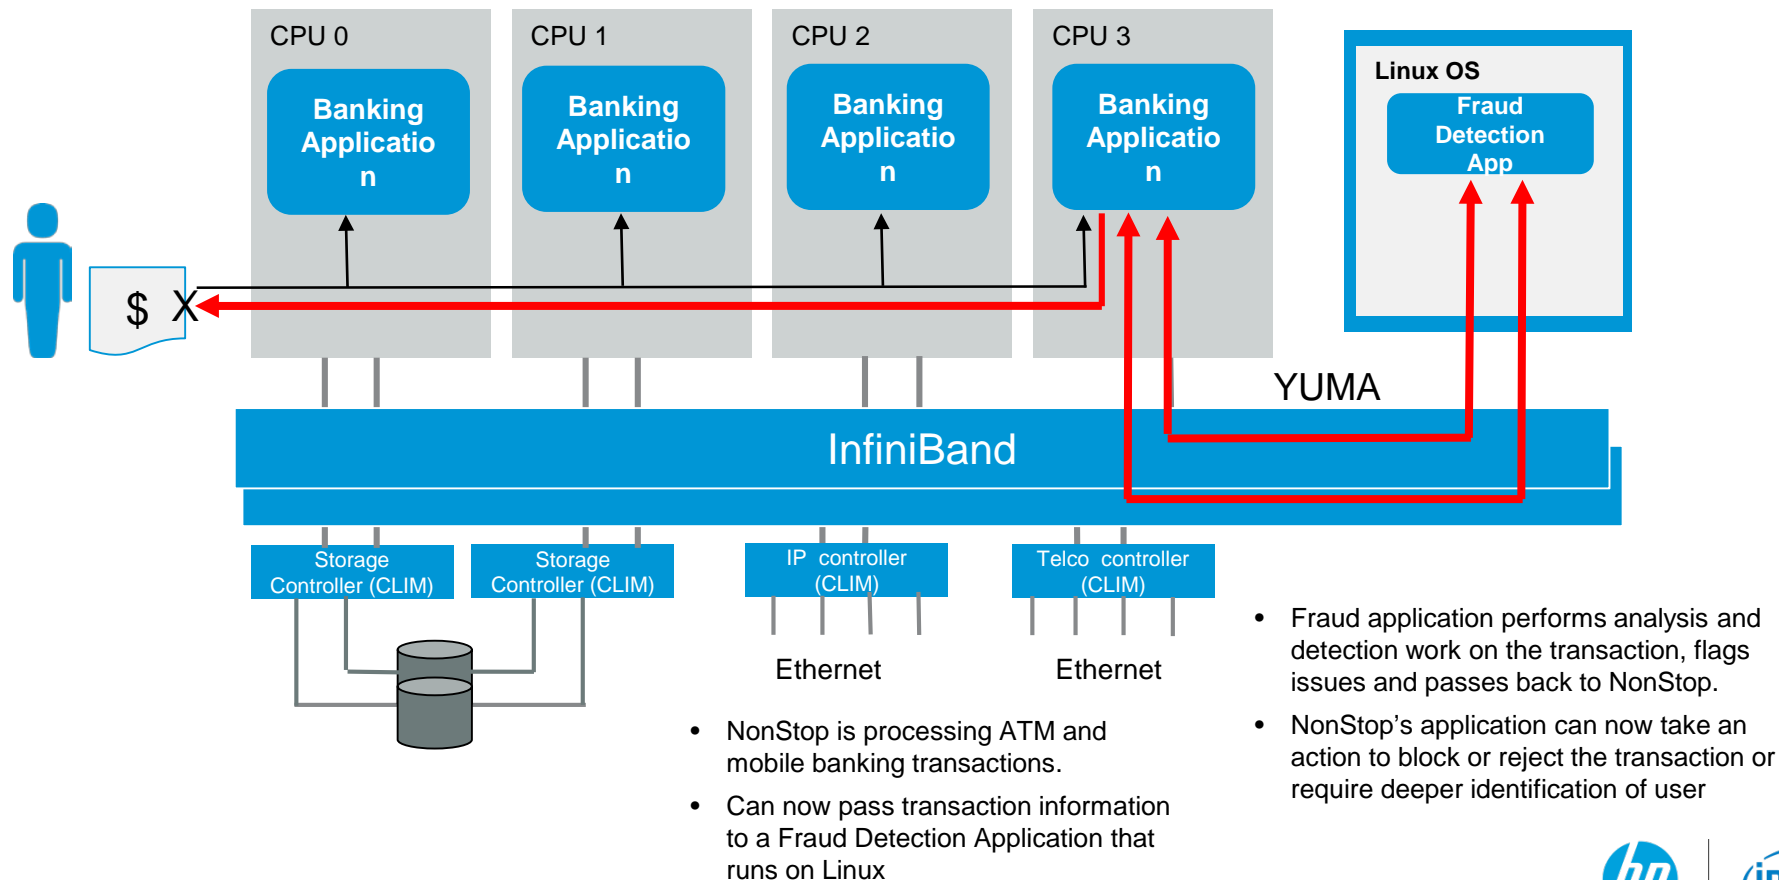 CPU 0
CPU 1
CPU 2
CPU 3
Linux OS
Banking
Applicatio
n
Banking
Applicatio
n
Banking
Applicatio
n
Banking
Applicatio
n
Fraud
Detection
App
$ X
YUMA
InfiniBand
Storage
Controller (CLIM)
Storage
Controller (CLIM)
IP controller
(CLIM)
Telco controller
(CLIM)
Ethernet
Ethernet
• NonStop is processing ATM and
mobile banking transactions.
• Can now pass transaction information
to a Fraud Detection Application that
runs on Linux
• Fraud application performs analysis and
detection work on the transaction, flags
issues and passes back to NonStop.
• NonStop’s application can now take an
action to block or reject the transaction or
require deeper identification of user
hp